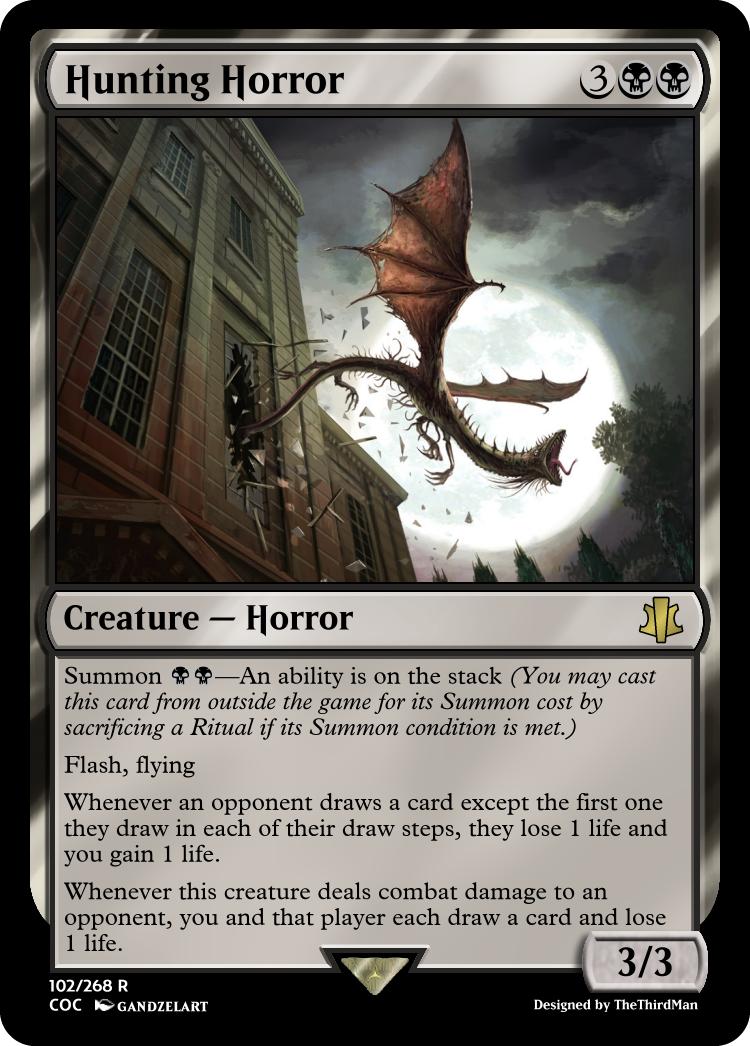 Hunting Horror
3
Creature — Horror
Summon —An ability is on the stack (You may cast
this card from outside the game for its Summon cost by
sacrificing a Ritual if its Summon condition is met.)
Flash, flying
Whenever an opponent draws a card except the first one
they draw in each of their draw steps, they lose 1 life and
you gain 1 life.
Whenever this creature deals combat damage to an
opponent, you and that player each draw a card and lose
1 life.
3/3
102/268 R
COC GANDZELART
Designed by TheThirdMan